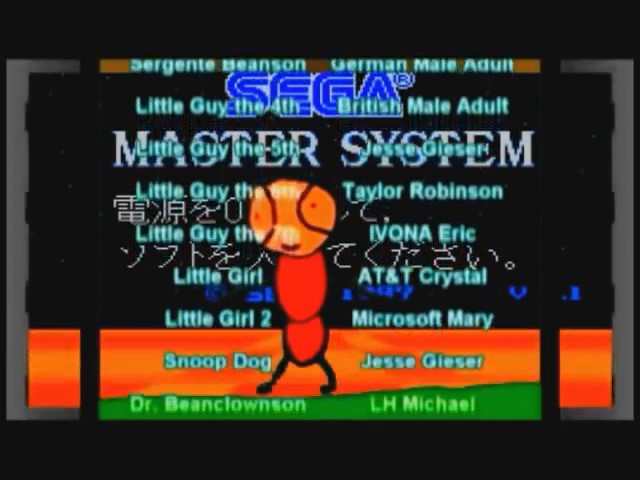 Sergente Beanson German Male Adult
SEGA®
Little Guy the 4th British Male Adult
MASTER SYSTEM
Little Guy the 5th Jesse Gieser
Little Guy the Taylor Robinson
電源をO て,
Little Guy the IVONA Eric
ソフトを てください。
Little Girl AT&T Crystal
©
Little Girl 2 Microsoft Mary
Snoop Dog Jesse Gieser
Dr. Beanclownson LH Michael